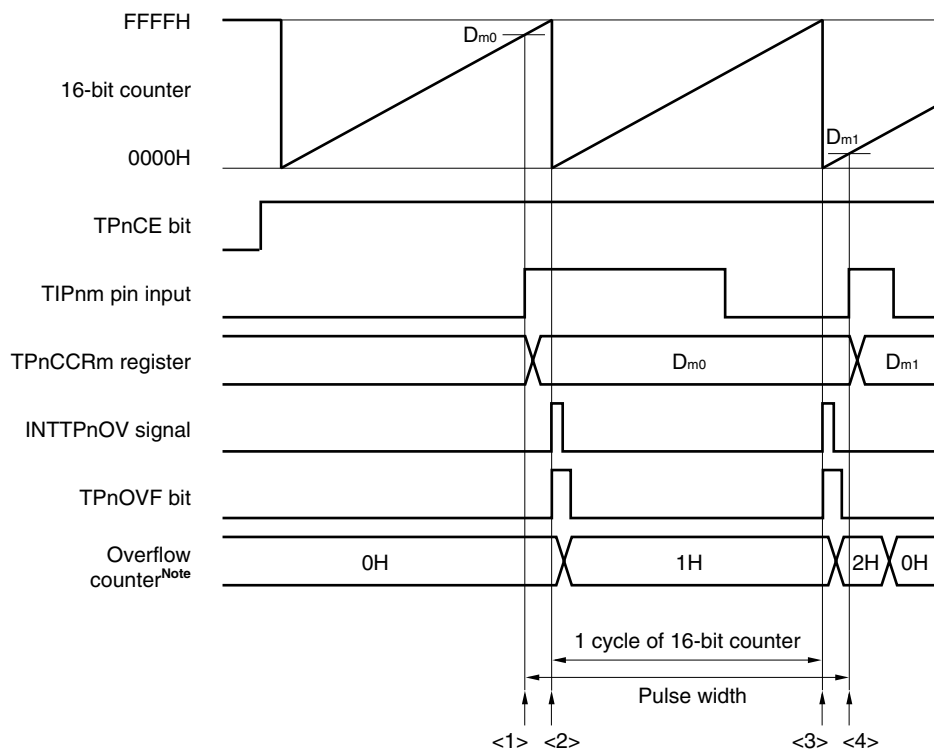 FFFFH
Dm0
16-bit counter
0000H
Dm1
TPnCE bit
TIPnm pin input
TPnCCRm register
Dm0
Dm1
INTTPnOV signal
TPnOVF bit
Overflow
counterNote
0H
1H
2H
0H
1 cycle of 16-bit counter
Pulse width
<1> <2> <3> <4>